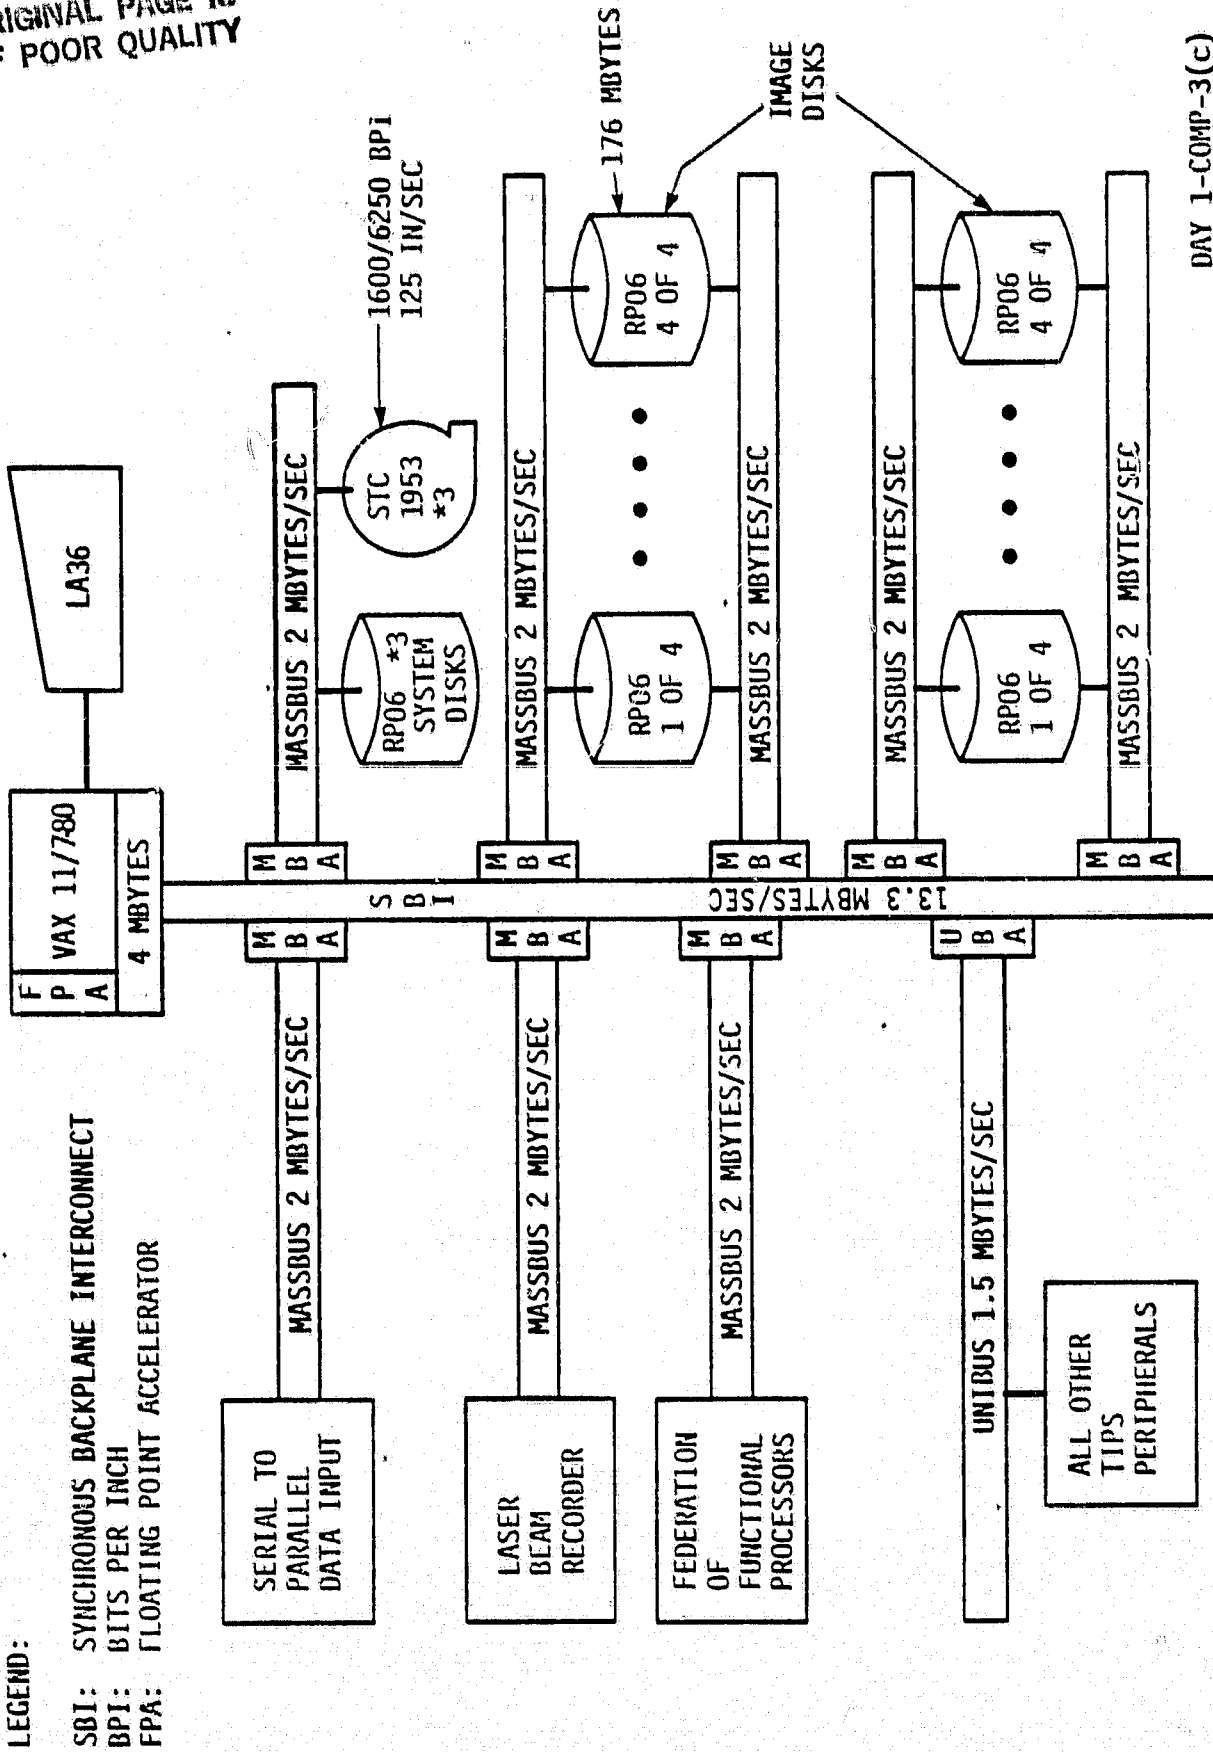 RIGINAL PAGE IS
F POOR QUALITY
LEGEND:
SBI: SYNCHRONOUS BACKPLANE INTERCONNECT
BPI: BITS PER INCH
FPA: FLOATING POINT ACCELERATOR
F
P
A
VAX 11/780
4 MBYTES
LA36
SERIAL TO
PARALLEL
DATA INPUT
MASSBUS 2 MBYTES/SEC
M
B
A
S
B
I
M
B
A
MASSBUS 2 MBYTES/SEC
RP06 *3
SYSTEM
DISKS
STC
1953
*3
1600/6250 BPI
125 IN/SEC
LASER
BEAM
RECORDER
MASSBUS 2 MBYTES/SEC
M
B
A
M
B
A
MASSBUS 2 MBYTES/SEC
RP06
1 OF 4
RP06
4 OF 4
176 MBYTES
FEDERATION
OF
FUNCTIONAL
PROCESSORS
MASSBUS 2 MBYTES/SEC
M
B
A
13.3 MBYTES/SEC
M
B
A
MASSBUS 2 MBYTES/SEC
IMAGE
DISKS
M
B
A
MASSBUS 2 MBYTES/SEC
RP06
1 OF 4
RP06
4 OF 4
UNIBUS 1.5 MBYTES/SEC
U
B
A
M
B
A
MASSBUS 2 MBYTES/SEC
ALL OTHER
TIPS
PERIPHERALS
DAY 1-COMP-3(c)